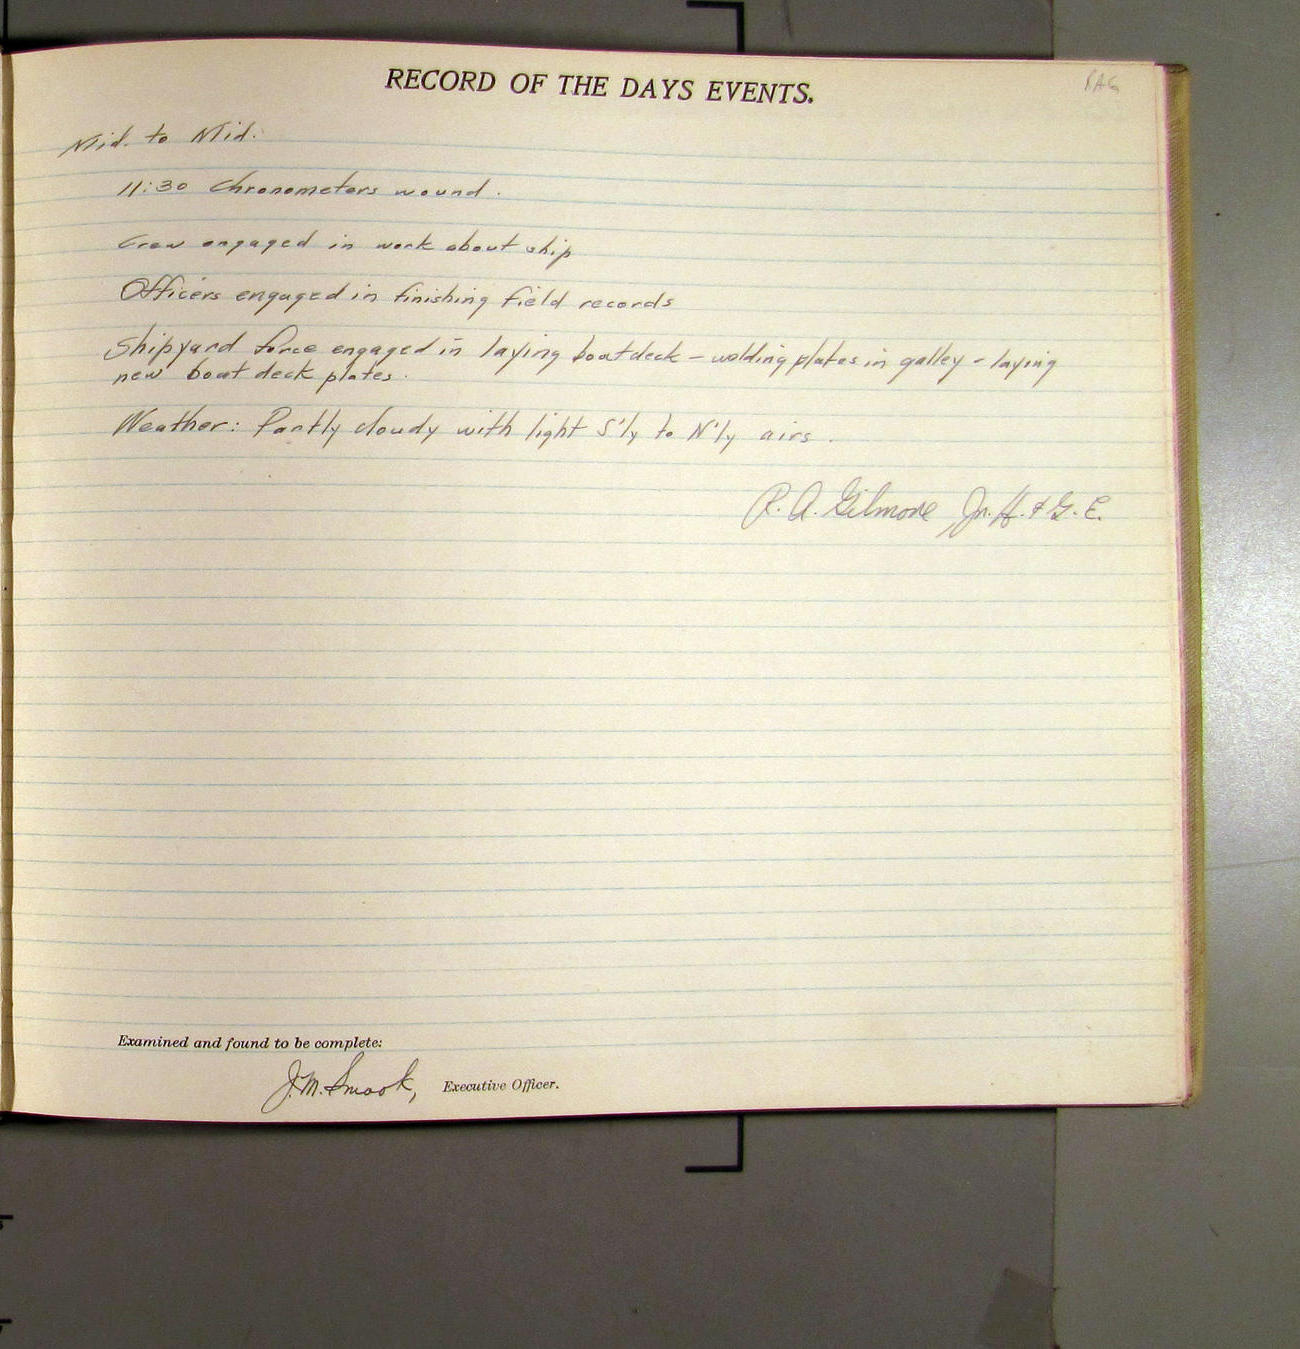 RECORD OF THE DAYS EVENTS.
RAG
Mid. to Mid.
11:30 Chronometers wound.
Crew engaged in work about ship
Officers engaged in finishing field records
Shipyard force engaged in laying boat deck – welding plates in galley – laying
new boat deck plates.
Weather: Partly cloudy with light S'ly to N'ly airs.
R. A. Gilmore Jr. H. & G. E.
Examined and found to be complete:
J. M. Smook, Executive Officer.